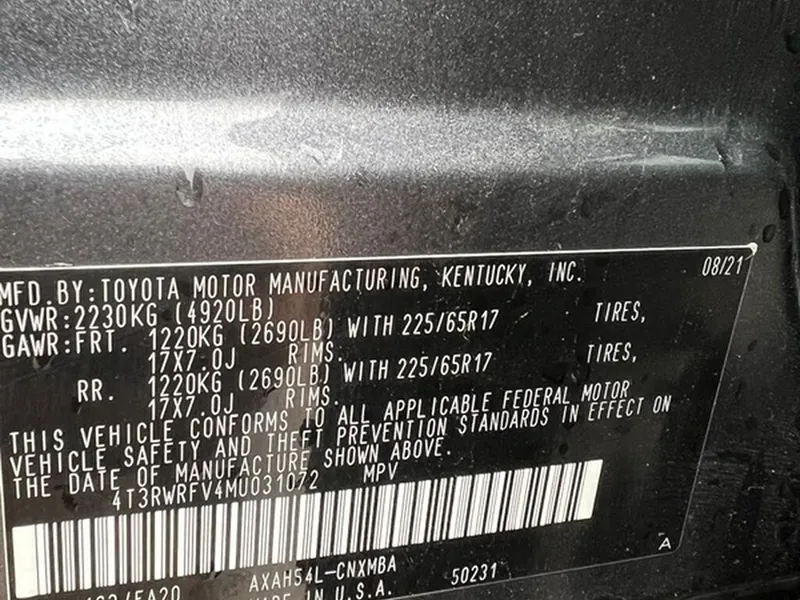 MFD.BY:TOYOTA MOTOR MANUFACTURING, KENTUCKY, INC. 08/21
GVWR:2230KG (4920LB)
GAWR:FRT. 1220KG (2690LB) WITH 225/65R17 TIRES,
17X7.0J RIMS.
RR. 1220KG (2690LB) WITH 225/65R17 TIRES,
17X7.0J RIMS.
THIS VEHICLE CONFORMS TO ALL APPLICABLE FEDERAL MOTOR
VEHICLE SAFETY AND THEFT PREVENTION STANDARDS IN EFFECT ON
THE DATE OF MANUFACTURE SHOWN ABOVE.
4T3RWRFV4MU031072 MPV
A
AXAH54L-CNXMBA
IN U.S.A. 50231